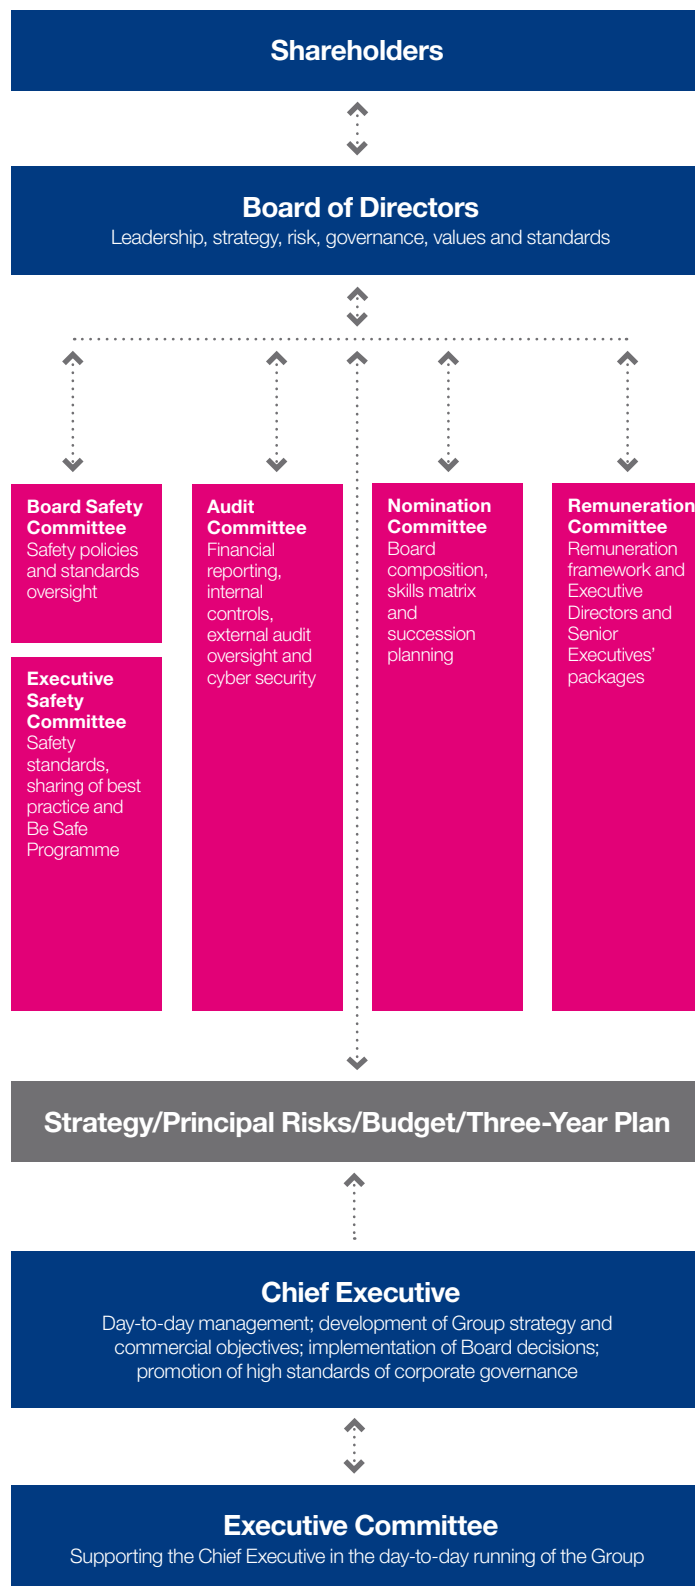 Shareholders
Board of Directors
Leadership, strategy, risk, governance, values and standards
Board Safety
Committee
Safety policies
and standards
oversight
Executive
Safety
Committee
Safety
standards,
sharing of best
practice and
Be Safe
Programme
Audit
Committee
Financial
reporting,
internal
controls,
external audit
oversight and
cyber security
Nomination
Committee
Board
composition,
skills matrix
and
succession
planning
Remuneration
Committee
Remuneration
framework and
Executive
Directors and
Senior
Executives’
packages
Strategy/Principal Risks/Budget/Three-Year Plan
Chief Executive
Day-to-day management; development of Group strategy and
commercial objectives; implementation of Board decisions;
promotion of high standards of corporate governance
Executive Committee
Supporting the Chief Executive in the day-to-day running of the Group